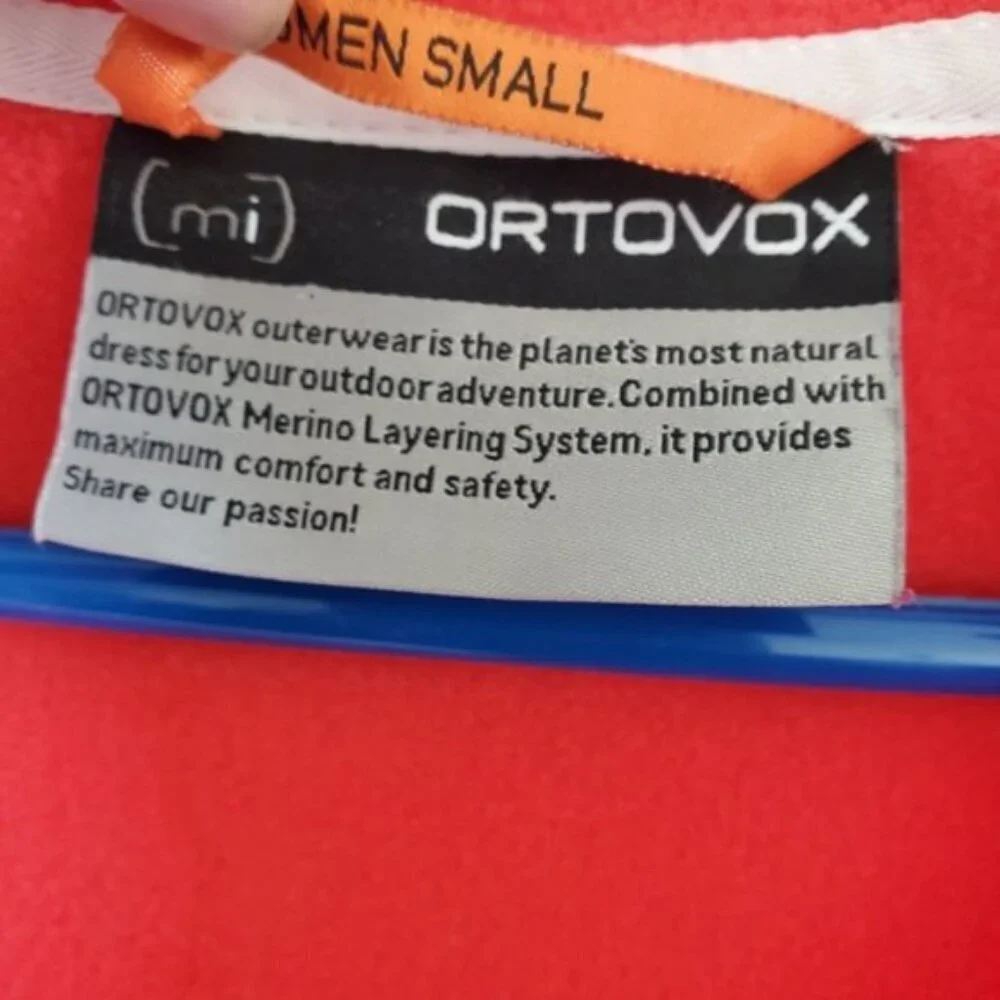 OMEN SMALL
(mi) ORTOVOX
ORTOVOX outerwear is the planet's most natural
dress for your outdoor adventure. Combined with
ORTOVOX Merino Layering System, it provides
maximum comfort and safety.
Share our passion!